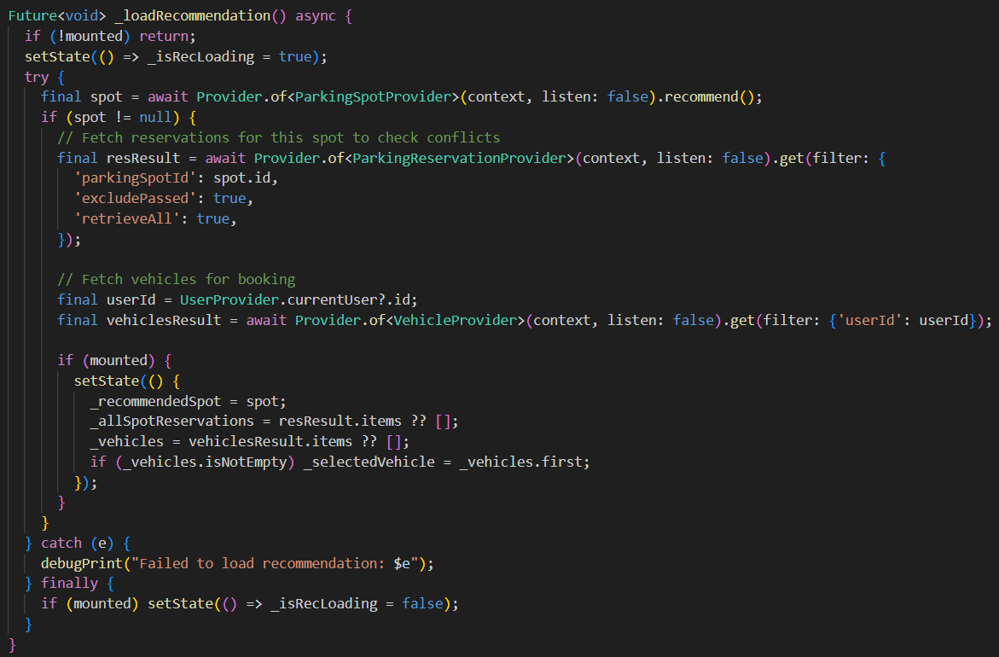 Future<void> _loadRecommendation() async {
  if (!mounted) return;
  setState(() => _isRecLoading = true);
  try {
    final spot = await Provider.of<ParkingSpotProvider>(context, listen: false).recommend();
    if (spot != null) {
      // Fetch reservations for this spot to check conflicts
      final resResult = await Provider.of<ParkingReservationProvider>(context, listen: false).get(filter: {
        'parkingSpotId': spot.id,
        'excludePassed': true,
        'retrieveAll': true,
      });

      // Fetch vehicles for booking
      final userId = UserProvider.currentUser?.id;
      final vehiclesResult = await Provider.of<VehicleProvider>(context, listen: false).get(filter: {'userId': userId});

      if (mounted) {
        setState(() {
          _recommendedSpot = spot;
          _allSpotReservations = resResult.items ?? [];
          _vehicles = vehiclesResult.items ?? [];
          if (_vehicles.isNotEmpty) _selectedVehicle = _vehicles.first;
        });
      }
    }
  } catch (e) {
    debugPrint("Failed to load recommendation: $e");
  } finally {
    if (mounted) setState(() => _isRecLoading = false);
  }
}